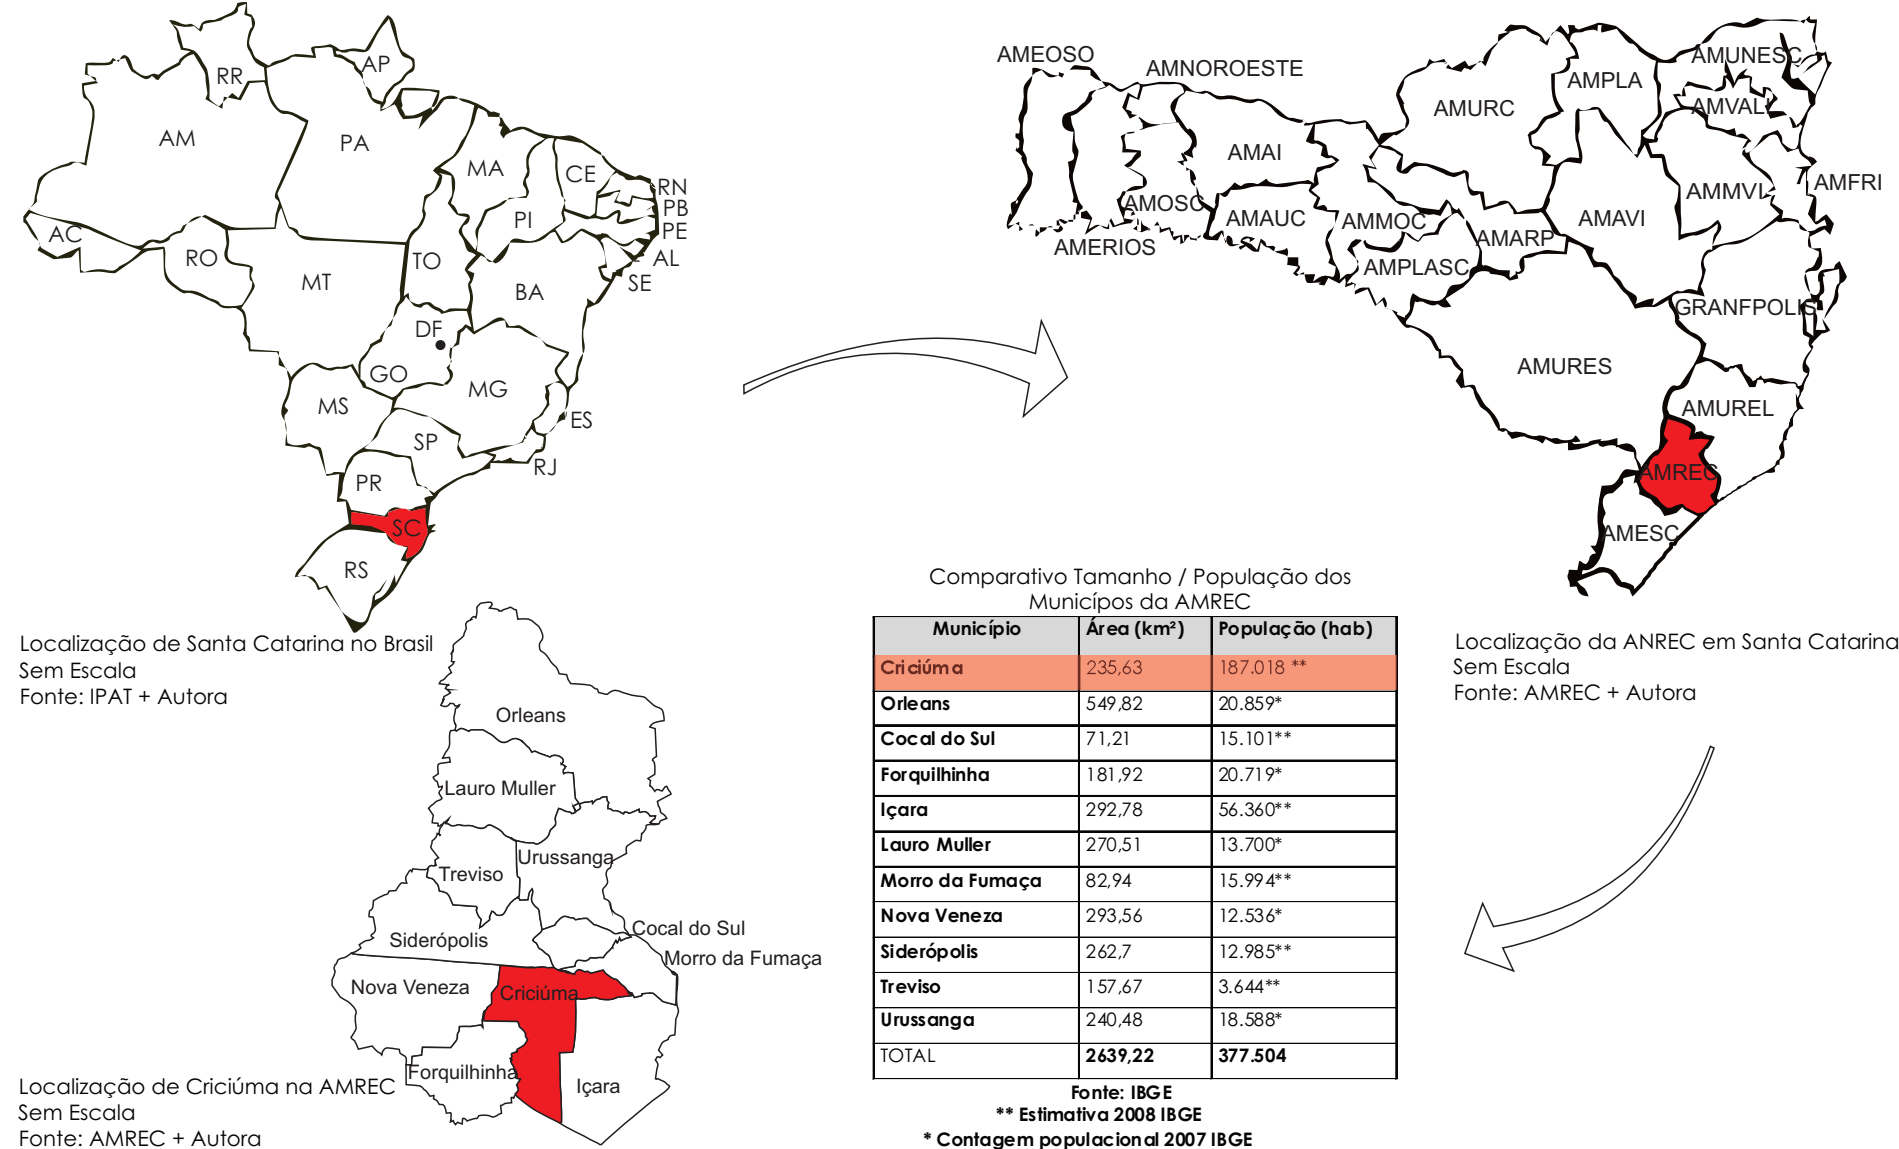 RR
AP
AM
PA
MA
CE
RN
PB
PI
PE
AC
RO
TO
AL
MT
BA
SE
DF
GO
MG
MS
ES
SP
RJ
PR
SC
RS
Localização de Santa Catarina no Brasil
Sem Escala
Fonte: IPAT + Autora
AMEOSO
AMNOROESTE
AMUNESC
AMPLA
AMURC
AMVALI
AMAI
AMFRI
AMMVI
AMOSC
AMAUC
AMMOC
AMAVI
AMARP
AMERIOS
AMPLASC
GRANFPOLIS
AMURES
AMUREL
AMREC
AMESC
Localização da ANREC em Santa Catarina
Sem Escala
Fonte: AMREC + Autora
Orleans
Lauro Muller
Urussanga
Treviso
Cocal do Sul
Siderópolis
Morro da Fumaça
Nova Veneza
Criciúma
Forquilhinha
Içara
Localização de Criciúma na AMREC
Sem Escala
Fonte: AMREC + Autora
Comparativo Tamanho / População dos
Municípos da AMREC
Município Área (km²) População (hab)
Criciúma 235,63 187.018 **
Orleans 549,82 20.859*
Cocal do Sul 71,21 15.101**
Forquilhinha 181,92 20.719*
Içara 292,78 56.360**
Lauro Muller 270,51 13.700*
Morro da Fumaça 82,94 15.994**
Nova Veneza 293,56 12.536*
Siderópolis 262,7 12.985**
Treviso 157,67 3.644**
Urussanga 240,48 18.588*
TOTAL 2639,22 377.504
Fonte: IBGE
** Estimativa 2008 IBGE
* Contagem populacional 2007 IBGE